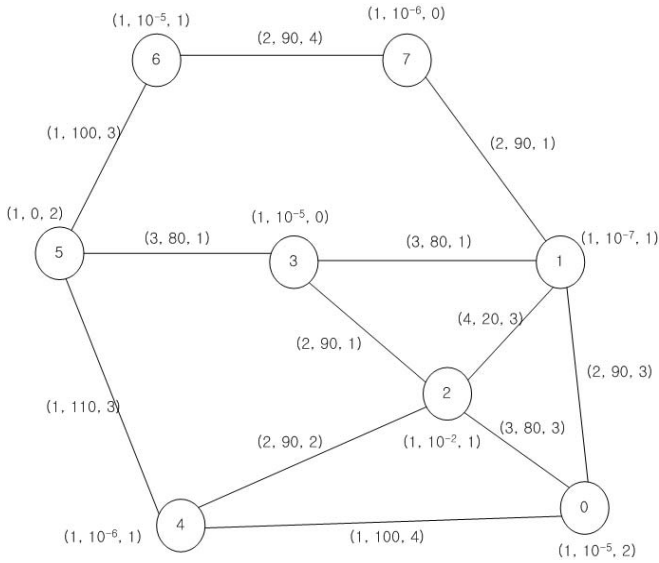 (1, 10⁻⁵, 1)
(1, 10⁻⁶, 0)
(2, 90, 4)
6
7
(1, 100, 3)
(2, 90, 1)
(1, 0, 2)
(1, 10⁻⁵, 0)
(3, 80, 1)
(3, 80, 1)
(1, 10⁻⁷, 1)
5
3
1
(4, 20, 3)
(2, 90, 1)
(2, 90, 3)
2
(1, 110, 3)
(3, 80, 3)
(2, 90, 2)
(1, 10⁻², 1)
0
4
(1, 10⁻⁶, 1)
(1, 100, 4)
(1, 10⁻⁵, 2)